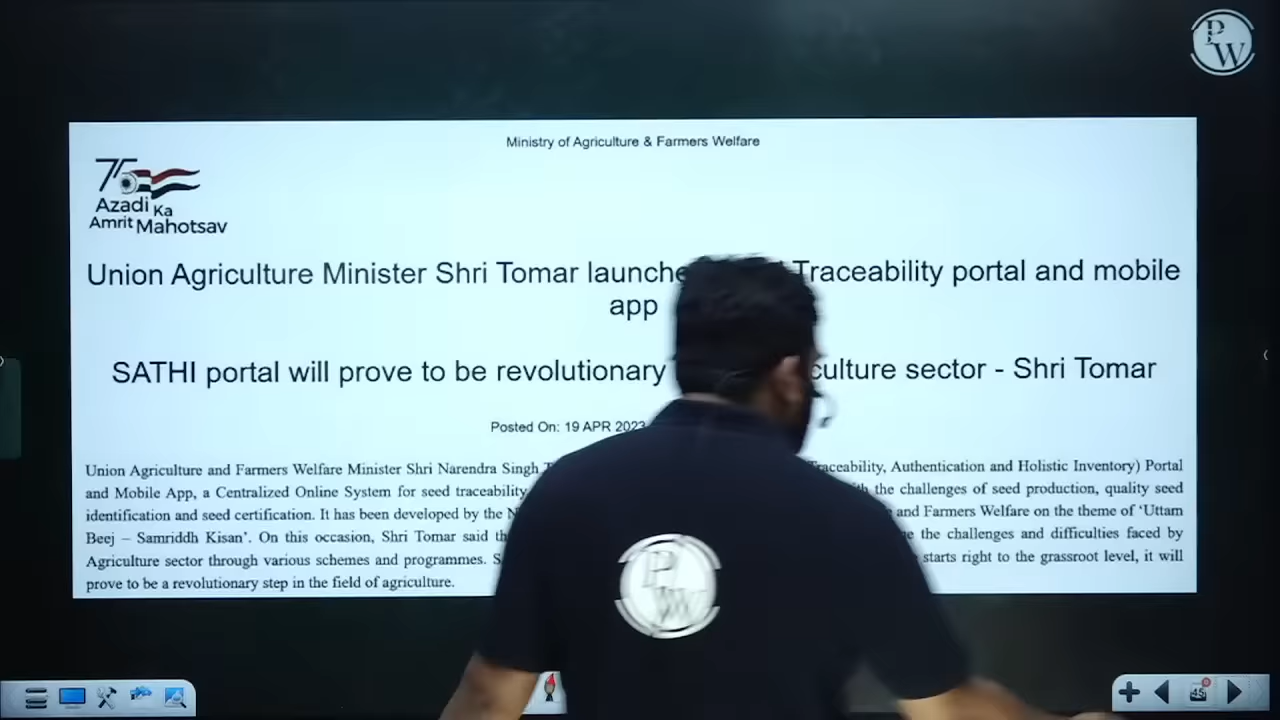 PW
Ministry of Agriculture & Farmers Welfare
75
Azadi Ka
Amrit Mahotsav
Union Agriculture Minister Shri Tomar launche Traceability portal and mobile
app
SATHI portal will prove to be revolutionary culture sector - Shri Tomar
Posted On: 19 APR 2023
Union Agriculture and Farmers Welfare Minister Shri Narendra Singh Traceability, Authentication and Holistic Inventory) Portal
and Mobile App, a Centralized Online System for seed traceability the challenges of seed production, quality seed
identification and seed certification. It has been developed by the N and Farmers Welfare on the theme of ‘Uttam
Beej – Samriddh Kisan’. On this occasion, Shri Tomar said the challenges and difficulties faced by
Agriculture sector through various schemes and programmes. S starts right to the grassroot level, it will
prove to be a revolutionary step in the field of agriculture.
PW
45